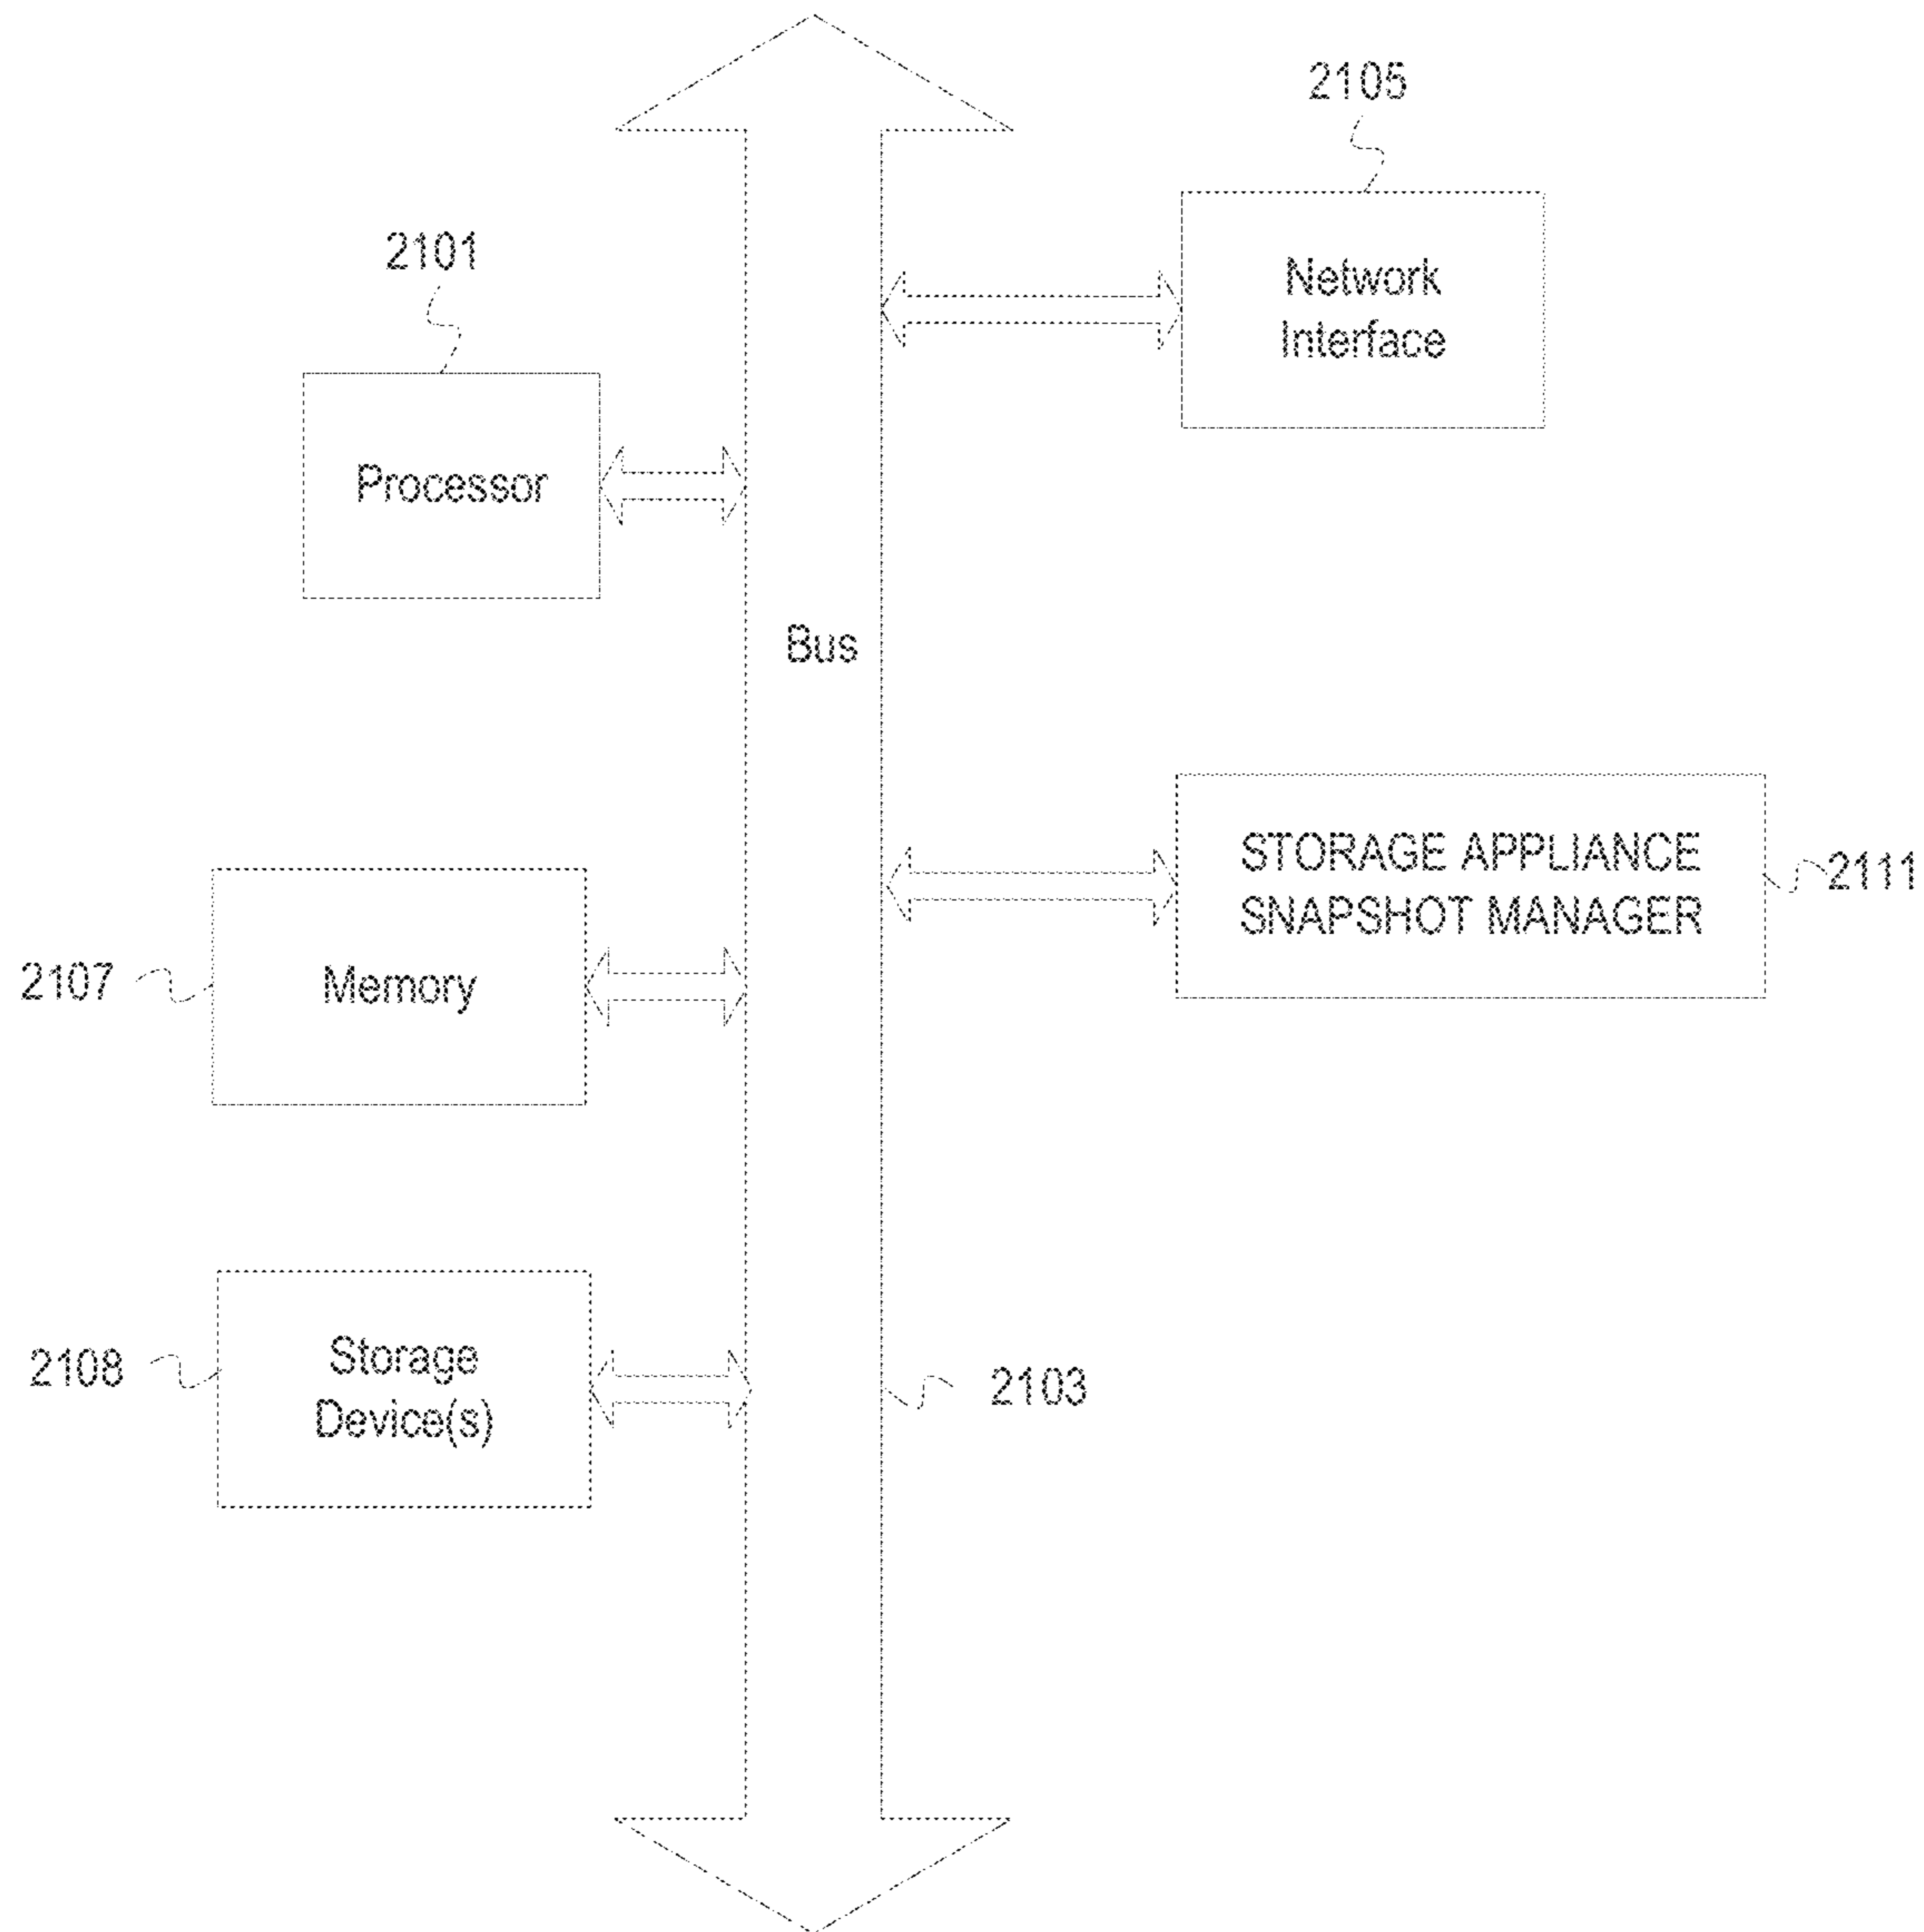 2105
2101
Network
Interface
Processor
Bus
STORAGE APPLIANCE
SNAPSHOT MANAGER
2111
2107
Memory
2108
Storage
Device(s)
2103